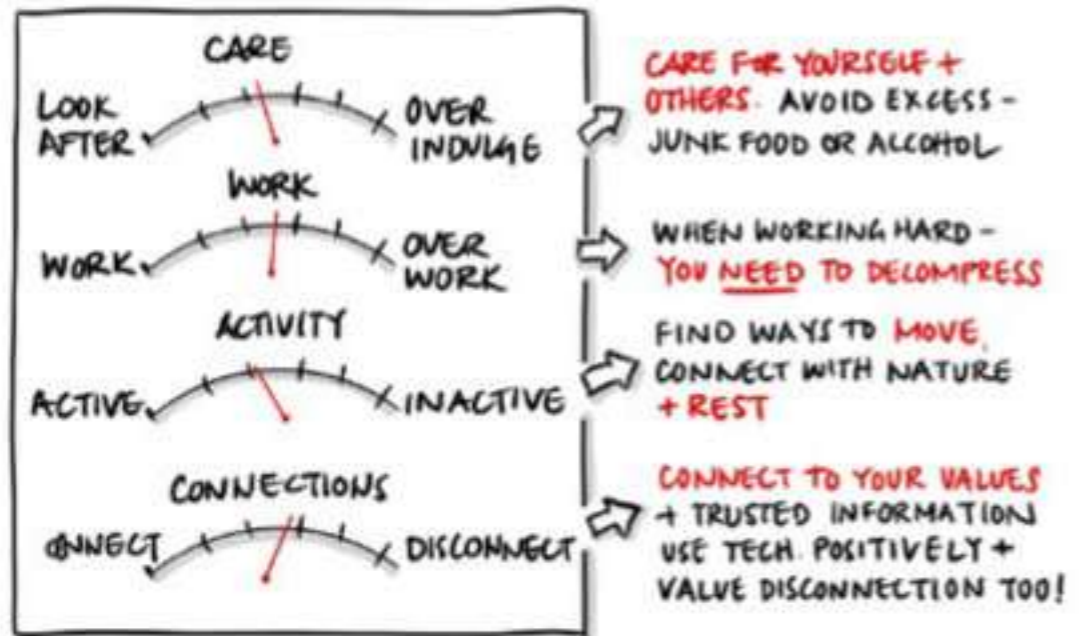 CARE
LOOK
AFTER
OVER
INDULGE
CARE FOR YOURSELF +
OTHERS. AVOID EXCESS -
JUNK FOOD OR ALCOHOL
WORK
WORK
OVER
WORK
WHEN WORKING HARD -
YOU NEED TO DECOMPRESS
ACTIVITY
ACTIVE
INACTIVE
FIND WAYS TO MOVE,
CONNECT WITH NATURE
+ REST
CONNECTIONS
CNNECT
DISCONNECT
CONNECT TO YOUR VALUES
+ TRUSTED INFORMATION
USE TECH. POSITIVELY +
VALUE DISCONNECTION TOO!